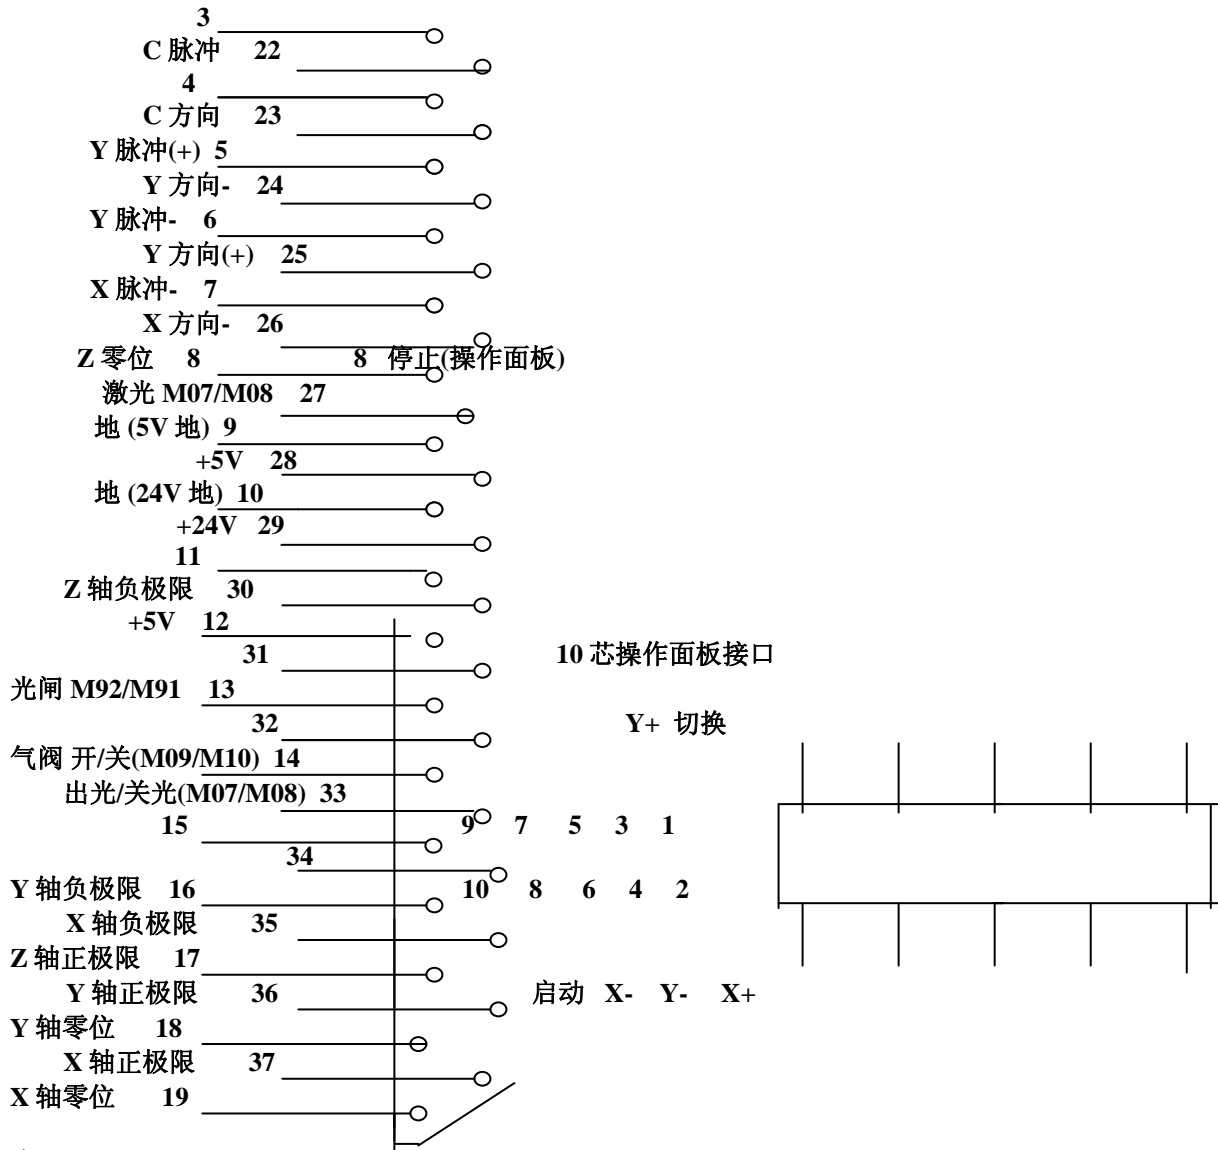 3
C 脉冲 22
4
C 方向 23
Y 脉冲(+) 5
Y 方向- 24
Y 脉冲- 6
Y 方向(+) 25
X 脉冲- 7
X 方向- 26
Z 零位 8 8 停止(操作面板)
激光 M07/M08 27
地 (5V 地) 9
+5V 28
地 (24V 地) 10
+24V 29
11
Z 轴负极限 30
+5V 12
31 10 芯操作面板接口
光闸 M92/M91 13
32 Y+ 切换
气阀 开/关(M09/M10) 14
出光/关光(M07/M08) 33
15 9 7 5 3 1
34
Y 轴负极限 16 10 8 6 4 2
X 轴负极限 35
Z 轴正极限 17
Y 轴正极限 36 启动 X- Y- X+
Y 轴零位 18
X 轴正极限 37
X 轴零位 19